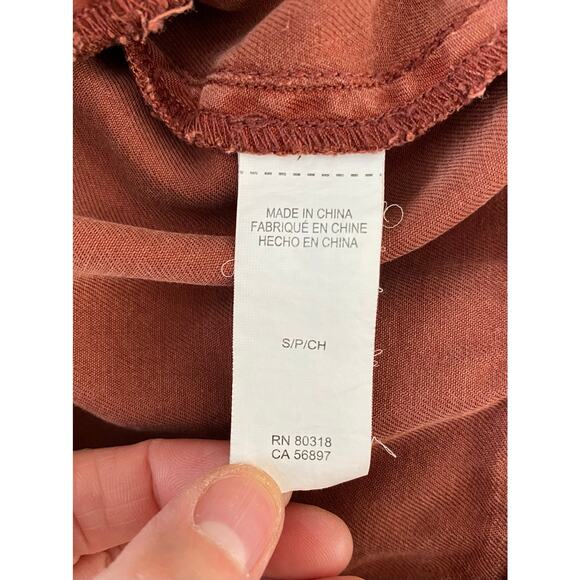 MADE IN CHINA
FABRIQUÉ EN CHINE
HECHO EN CHINA
S/P/CH
RN 80318
CA 56897